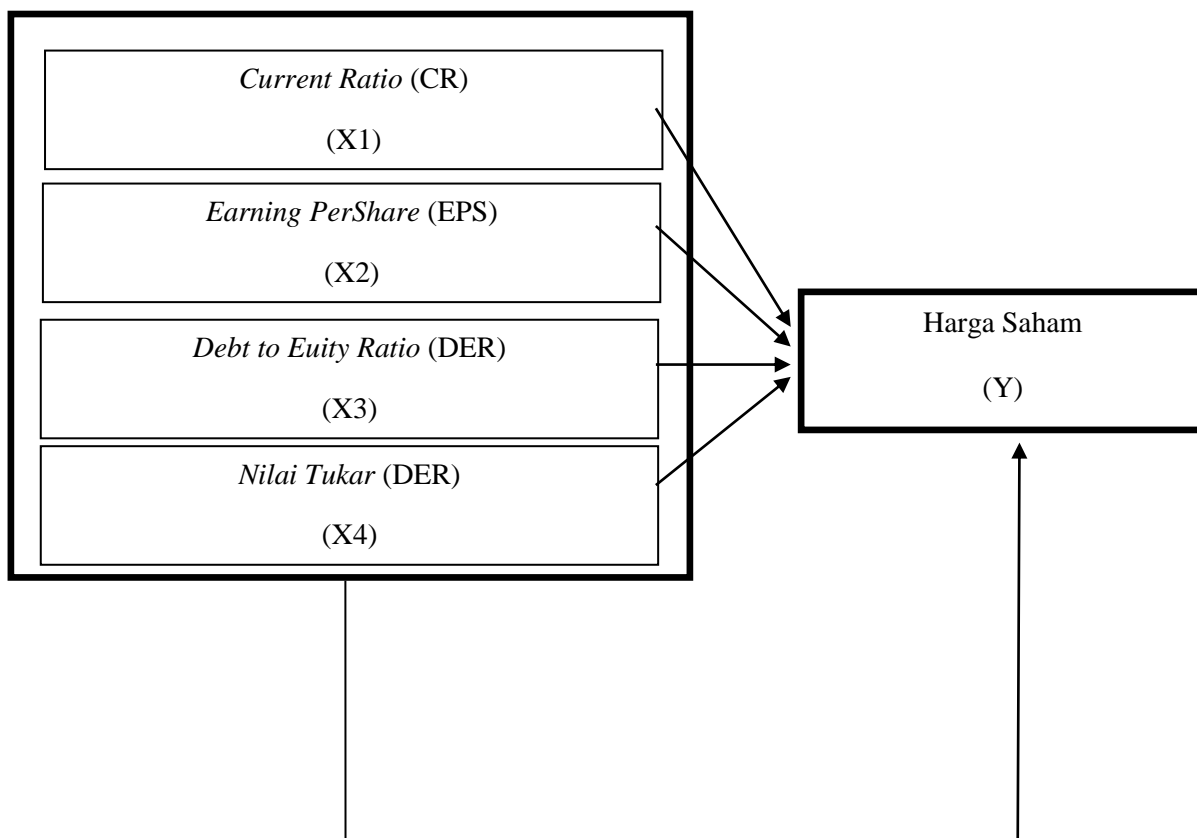 Current Ratio (CR)
(X1)
Earning PerShare (EPS)
(X2)
Debt to Euity Ratio (DER)
(X3)
Nilai Tukar (DER)
(X4)
Harga Saham
(Y)